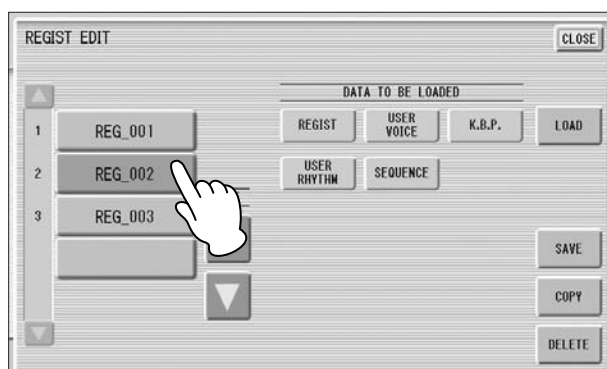 REGIST EDIT
CLOSE
DATA TO BE LOADED
1 REG_001
REGIST
USER
VOICE
K.B.P.
LOAD
2 REG_002
USER
RHYTHM
SEQUENCE
3 REG_003
SAVE
COPY
DELETE